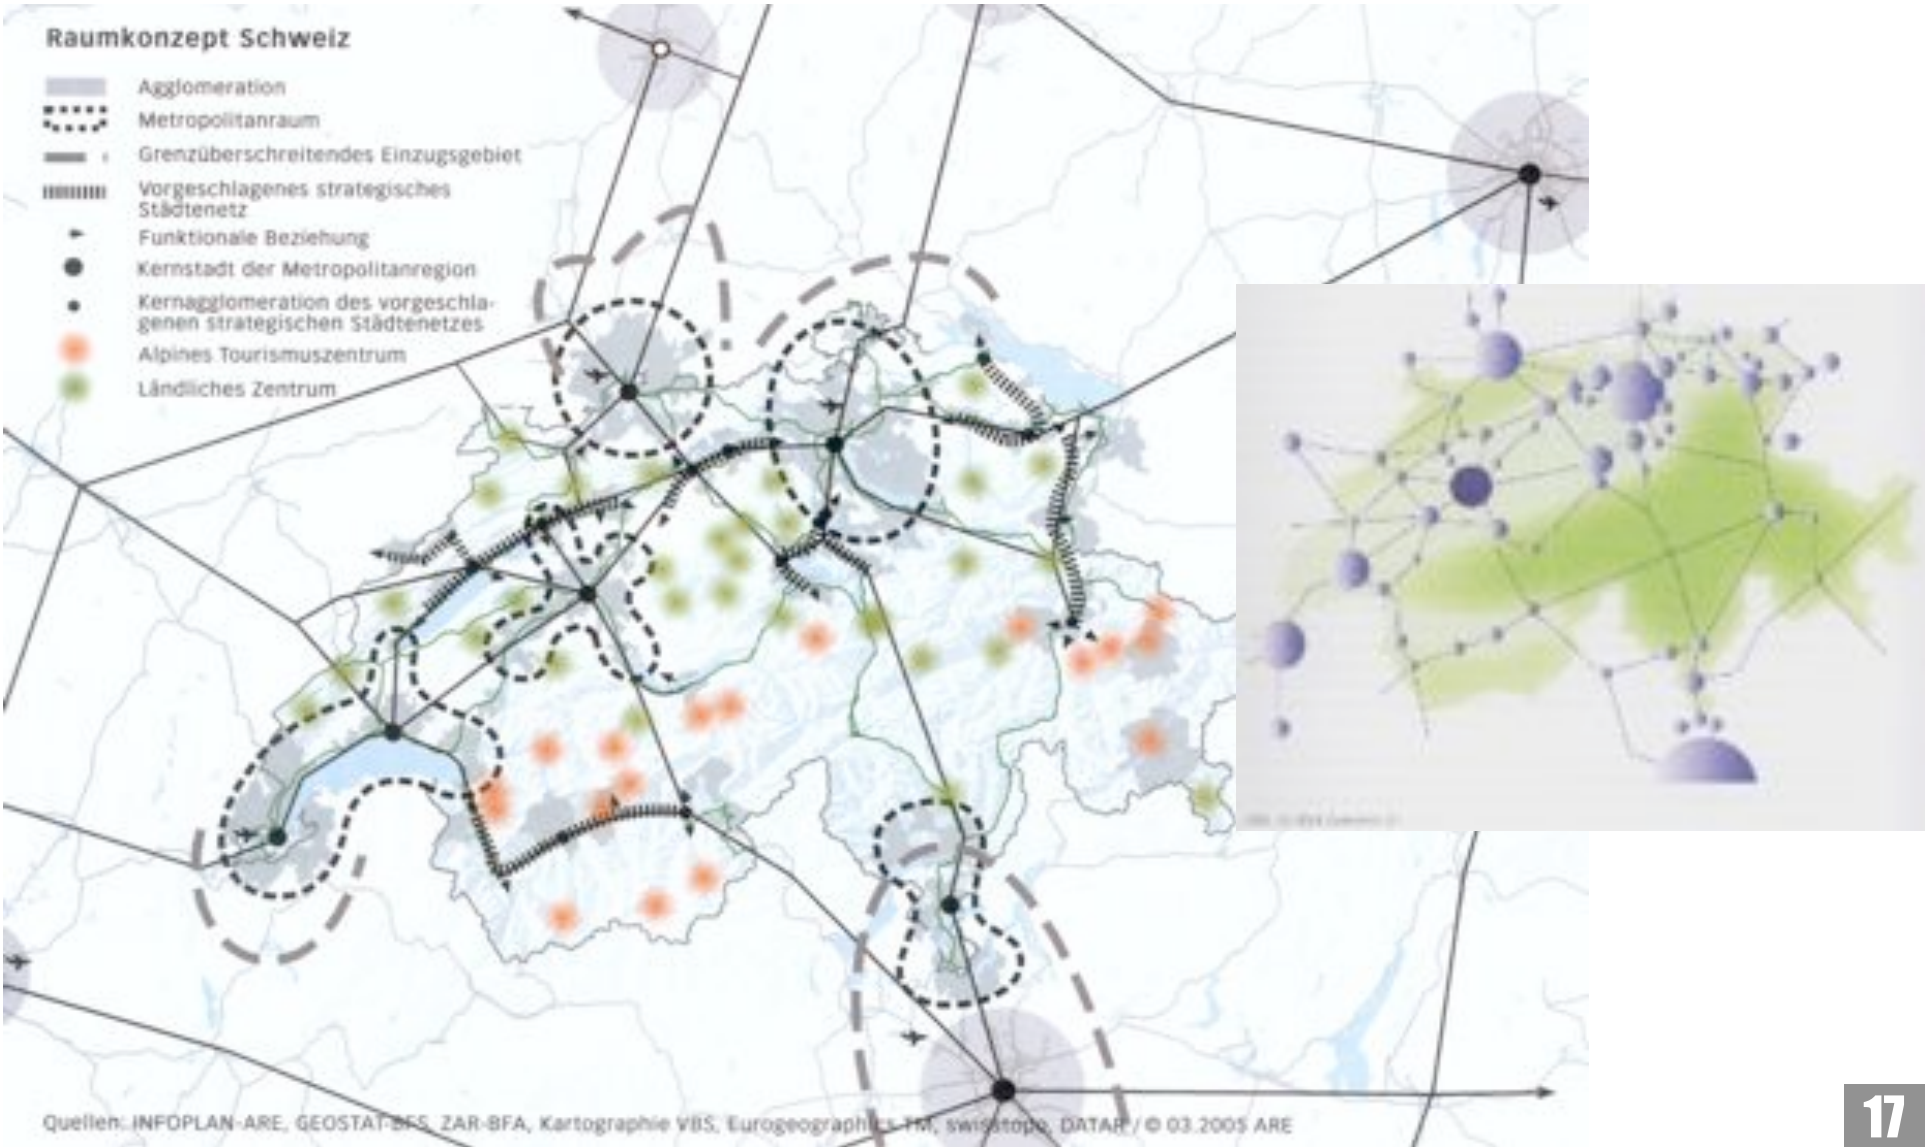 Raumkonzept Schweiz
Agglomeration
Metropolitanraum
Grenzüberschreitendes Einzugsgebiet
Vorgeschlagenes strategisches
Städtenetz
Funktionale Beziehung
Kernstadt der Metropolitanregion
Kernagglomeration des vorgeschla-
genen strategischen Städtenetzes
Alpines Tourismuszentrum
Ländliches Zentrum
Quellen: INFOPLAN-ARE, GEOSTAT-BFS, ZAR-BFA, Kartographie VBS, Eurogeographics TM, swisstopo, DATAR / © 03.2005 ARE
17